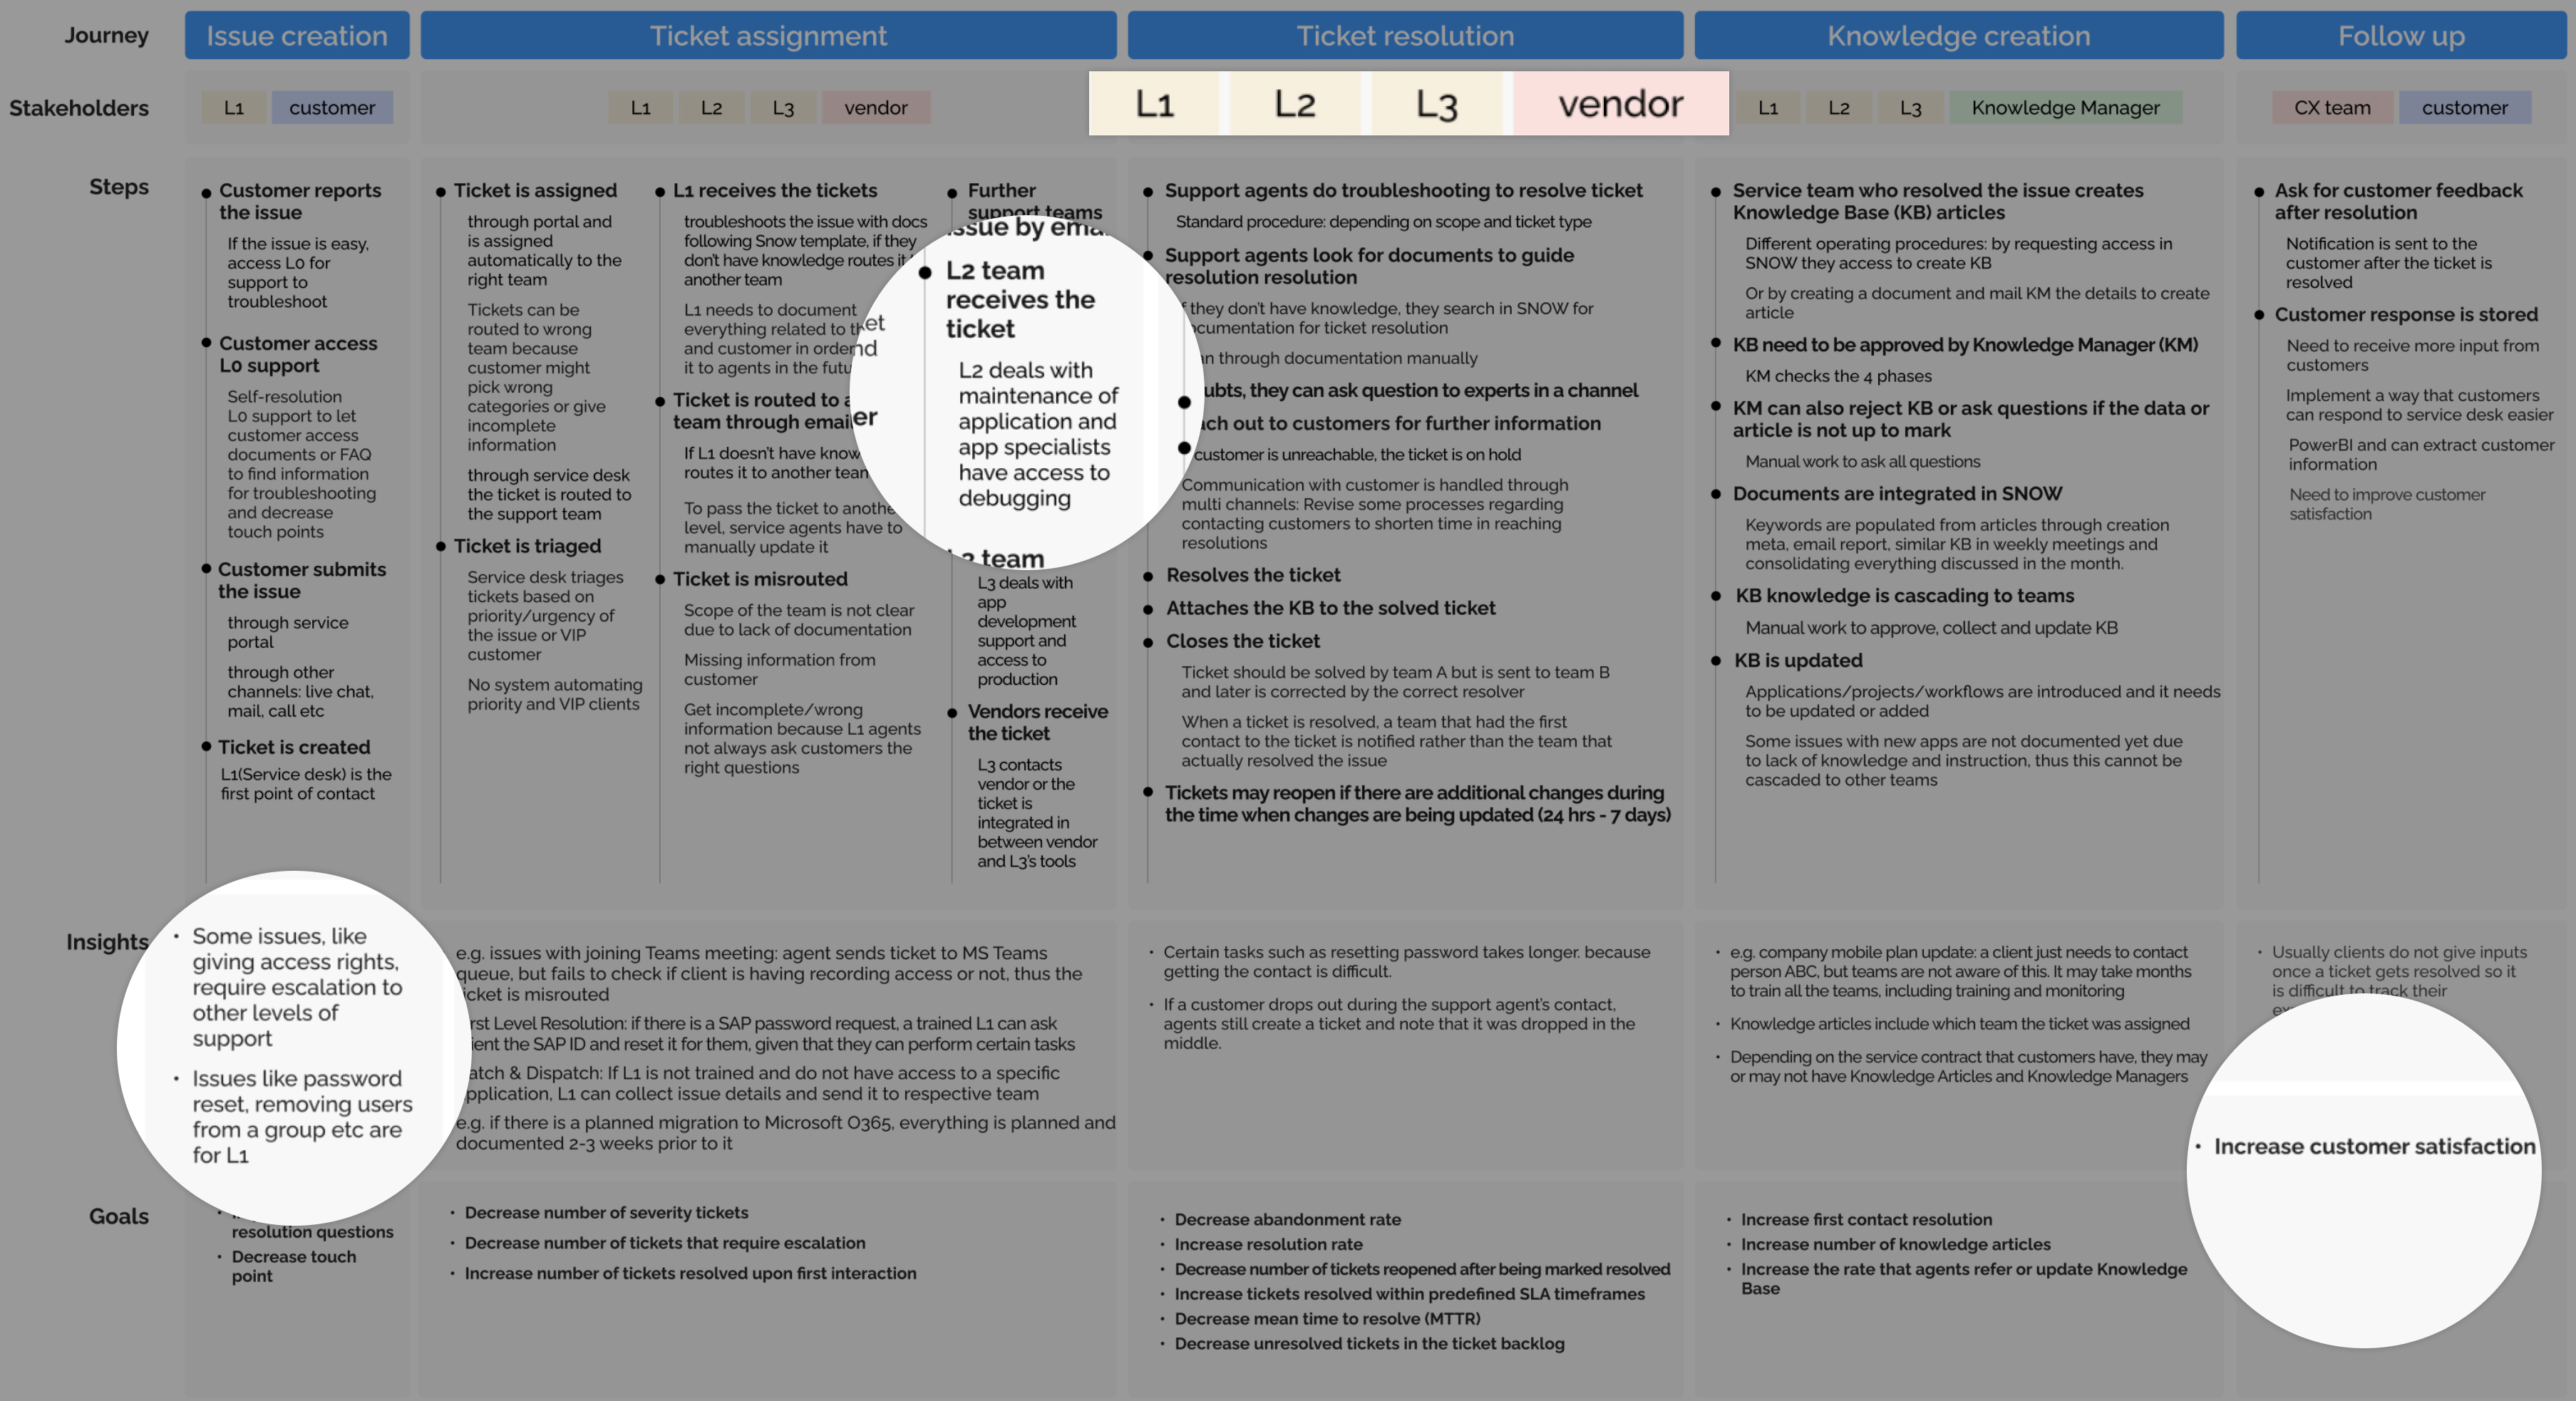 Journey
Issue creation
Ticket assignment
Ticket resolution
Knowledge creation
Follow up
Stakeholders
L1 customer
L1 L2 L3 vendor
L1 L2 L3 vendor
L1 L2 L3 Knowledge Manager
CX team customer
Steps
Customer reports
the issue
If the issue is easy,
access L0 for
support to
troubleshoot
Customer access
L0 support
Self-resolution
L0 support to let
customer access
documents or FAQ
to find information
for troubleshooting
and decrease
touch points
Customer submits
the issue
through service
portal
through other
channels: live chat,
mail, call etc
Ticket is created
L1(Service desk) is the
first point of contact
Ticket is assigned
through portal and
is assigned
automatically to the
right team
Tickets can be
routed to wrong
team because
customer might
pick wrong
categories or give
incomplete
information
through service desk
the ticket is routed to
the support team
Ticket is triaged
Service desk triages
tickets based on
priority/urgency of
the issue or VIP
customer
No system automating
priority and VIP clients
L1 receives the tickets
troubleshoots the issue with docs
following Snow template, if they
don't have knowledge routes it
another team
L1 needs to document
everything related to
and customer in order
it to agents in the
Ticket is routed to
team through email
If L1 doesn't have
routes it to another team
To pass the ticket to
level, service agents have to
manually update it
Ticket is misrouted
Scope of the team is not clear
due to lack of documentation
Missing information from
customer
Get incomplete/wrong
information because L1 agents
not always ask customers the
right questions
Further
support teams
issue by
L2 team
receives the
ticket
L2 deals with
maintenance of
application and
app specialists
have access to
debugging
team
L3 deals with
app
development
support and
access to
production
Vendors receive
the ticket
L3 contacts
vendor or the
ticket is
integrated in
between vendor
and L3's tools
Support agents do troubleshooting to resolve ticket
Standard procedure: depending on scope and ticket type
Support agents look for documents to guide
resolution resolution
they don't have knowledge, they search in SNOW for
documentation for ticket resolution
through documentation manually
they can ask question to experts in a channel
out to customers for further information
customer is unreachable, the ticket is on hold
Communication with customer is handled through
multi channels: Revise some processes regarding
contacting customers to shorten time in reaching
resolutions
Resolves the ticket
Attaches the KB to the solved ticket
Closes the ticket
Ticket should be solved by team A but is sent to team B
and later is corrected by the correct resolver
When a ticket is resolved, a team that had the first
contact to the ticket is notified rather than the team that
actually resolved the issue
Tickets may reopen if there are additional changes during
the time when changes are being updated (24 hrs - 7 days)
Service team who resolved the issue creates
Knowledge Base (KB) articles
Different operating procedures: by requesting access in
SNOW they access to create KB
Or by creating a document and mail KM the details to create
article
KB need to be approved by Knowledge Manager (KM)
KM checks the 4 phases
KM can also reject KB or ask questions if the data or
article is not up to mark
Manual work to ask all questions
Documents are integrated in SNOW
Keywords are populated from articles through creation
meta, email report, similar KB in weekly meetings and
consolidating everything discussed in the month.
KB knowledge is cascading to teams
Manual work to approve, collect and update KB
KB is updated
Applications/projects/workflows are introduced and it needs
to be updated or added
Some issues with new apps are not documented yet due
to lack of knowledge and instruction, thus this cannot be
cascaded to other teams
Ask for customer feedback
after resolution
Notification is sent to the
customer after the ticket is
resolved
Customer response is stored
Need to receive more input from
customers
Implement a way that customers
can respond to service desk easier
PowerBI and can extract customer
information
Need to improve customer
satisfaction
Insights
• Some issues, like
giving access rights,
require escalation to
other levels of
support
• Issues like password
reset, removing users
from a group etc are
for L1
e.g. issues with joining Teams meeting: agent sends ticket to MS Teams
queue, but fails to check if client is having recording access or not, thus the
ticket is misrouted
First Level Resolution: if there is a SAP password request, a trained L1 can ask
client the SAP ID and reset it for them, given that they can perform certain tasks
& Dispatch: If L1 is not trained and do not have access to a specific
application, L1 can collect issue details and send it to respective team
e.g. if there is a planned migration to Microsoft O365, everything is planned and
documented 2-3 weeks prior to it
• Certain tasks such as resetting password takes longer. because
getting the contact is difficult.
• If a customer drops out during the support agent's contact,
agents still create a ticket and note that it was dropped in the
middle.
• e.g. company mobile plan update: a client just needs to contact
person ABC, but teams are not aware of this. It may take months
to train all the teams, including training and monitoring
• Knowledge articles include which team the ticket was assigned
• Depending on the service contract that customers have, they may
or may not have Knowledge Articles and Knowledge Managers
• Usually clients do not give inputs
once a ticket gets resolved so it
is difficult to track their
Goals
resolution questions
• Decrease touch
point
• Decrease number of severity tickets
• Decrease number of tickets that require escalation
• Increase number of tickets resolved upon first interaction
• Decrease abandonment rate
• Increase resolution rate
• Decrease number of tickets reopened after being marked resolved
• Increase tickets resolved within predefined SLA timeframes
• Decrease mean time to resolve (MTTR)
• Decrease unresolved tickets in the ticket backlog
• Increase first contact resolution
• Increase number of knowledge articles
• Increase the rate that agents refer or update Knowledge
Base
• Increase customer satisfaction